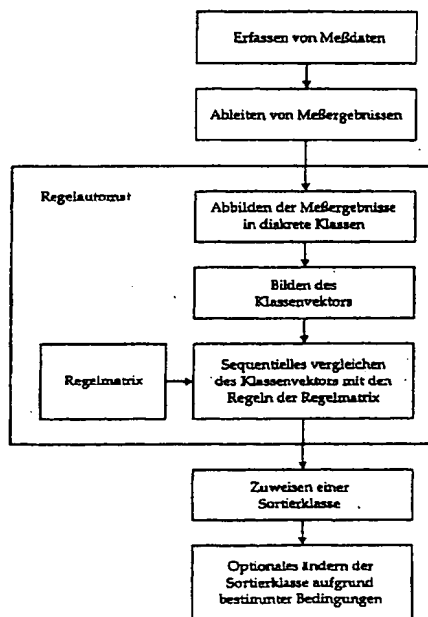 Erfassen von Meßdaten
Ableiten von Meßergebnissen
Regelautomat
Abbilden der Meßergebnisse
in diskrete Klassen
Bilden des
Klassenvektors
Regelmatrix
Sequentielles vergleichen
des Klassenvektors mit den
Regeln der Regelmatrix
Zuweisen einer
Sortierklasse
Optionales ändern der
Sortierklasse aufgrund
bestimmter Bedingungen